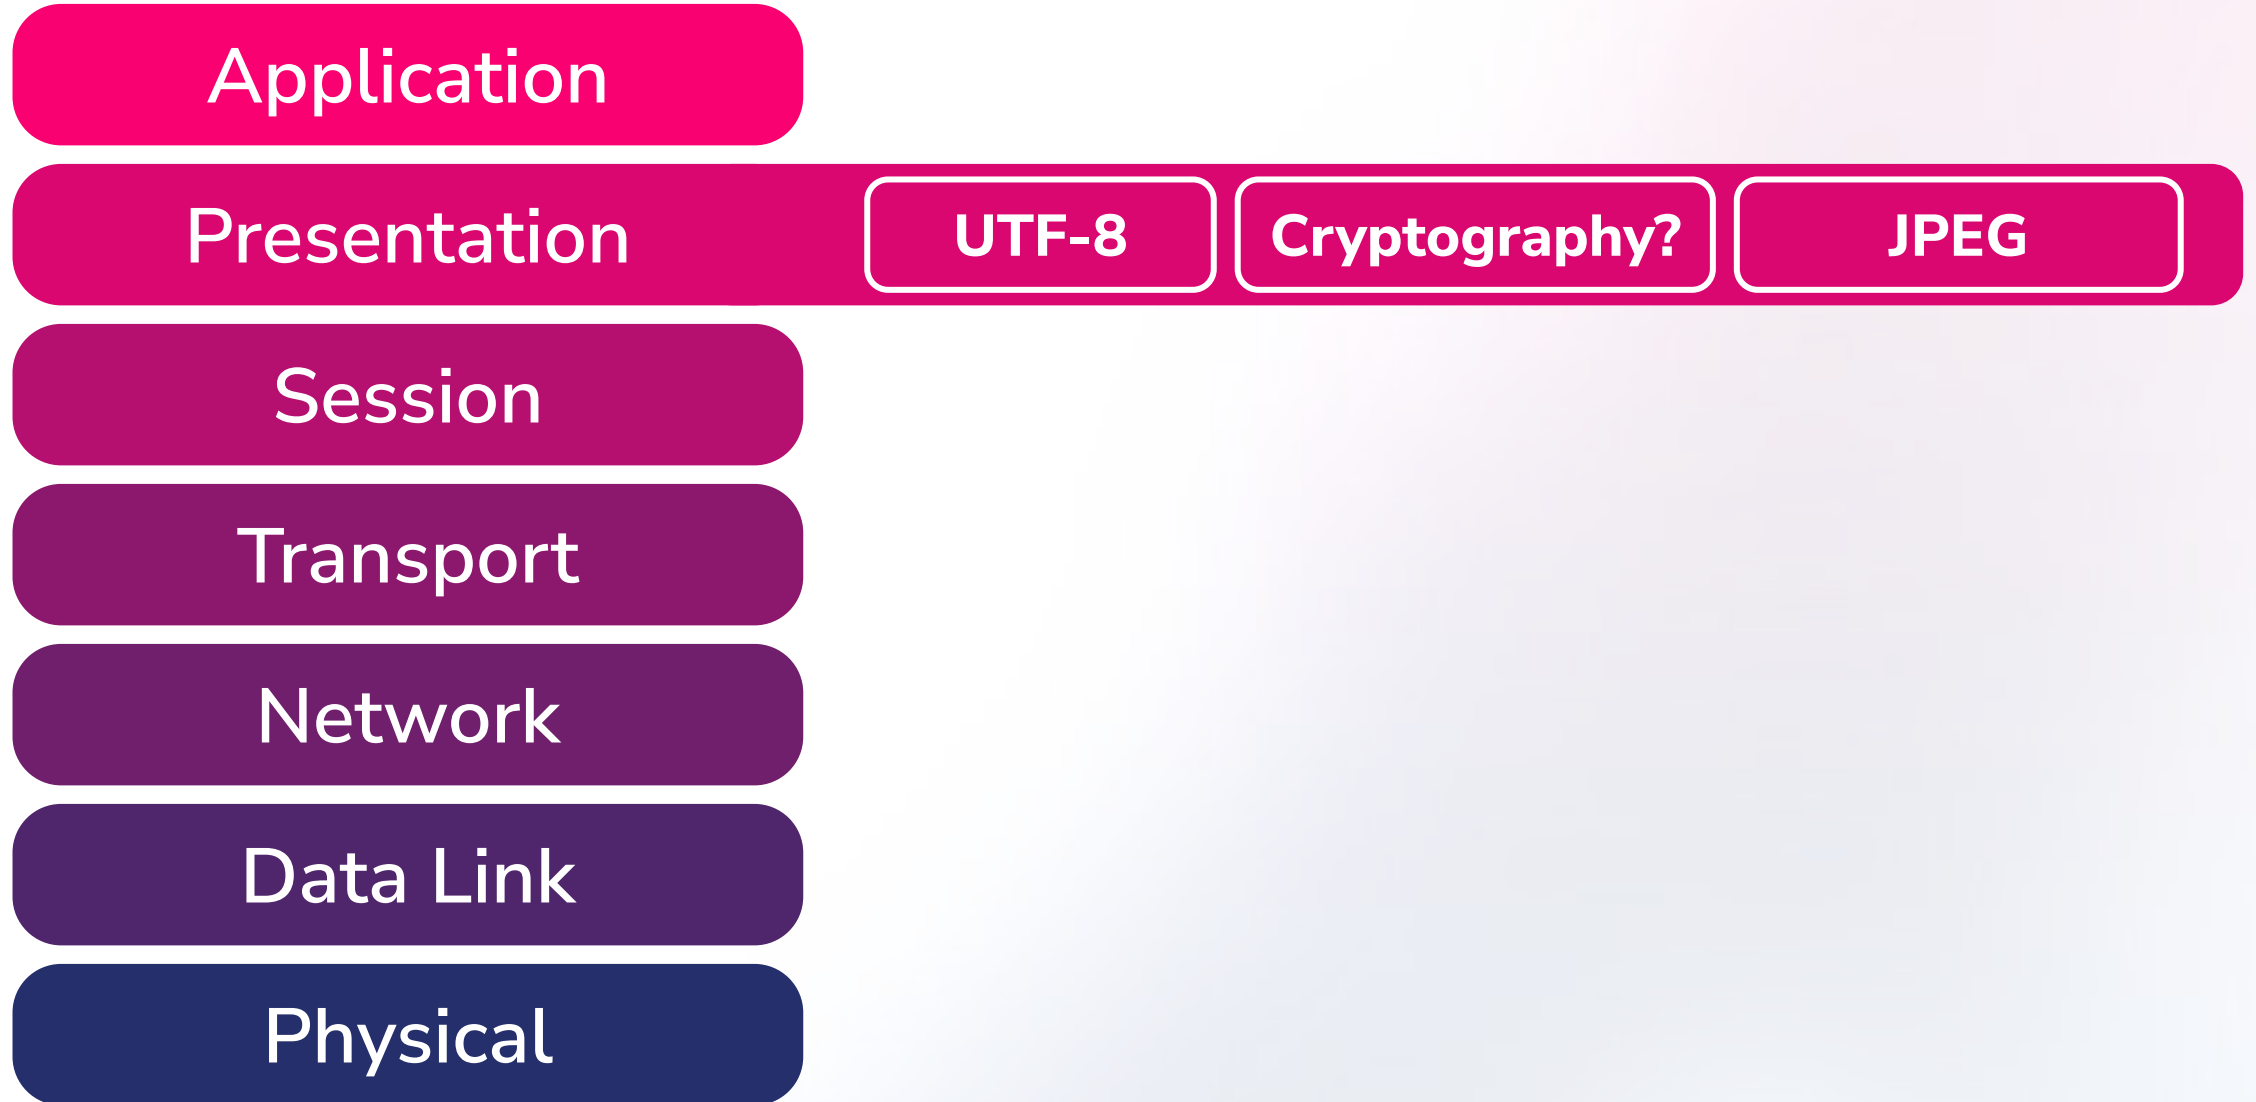 Application
Presentation UTF-8 Cryptography? JPEG
Session
Transport
Network
Data Link
Physical